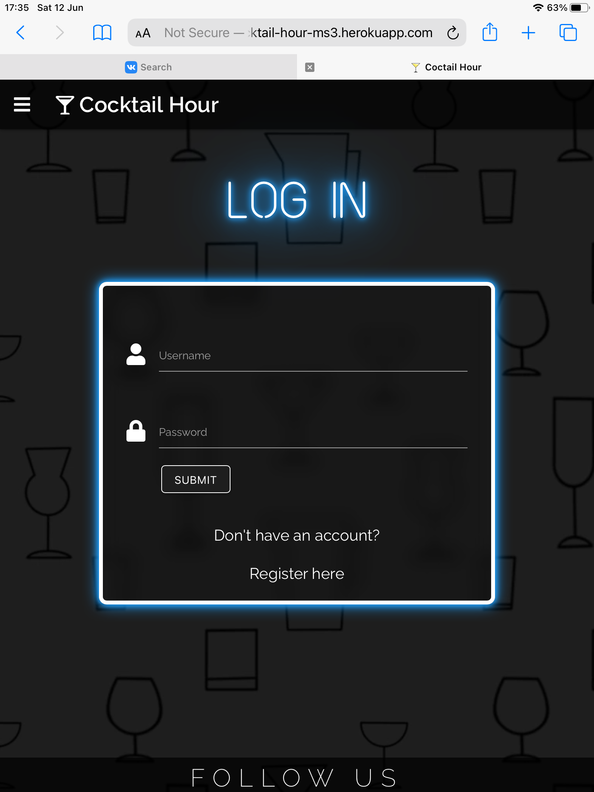 17:35 Sat 12 Jun 63%
AA Not Secure — ktail-hour-ms3.herokuapp.com
Search Coctail Hour
Cocktail Hour
LOG IN
Username
Password
SUBMIT
Don't have an account?
Register here
FOLLOW US